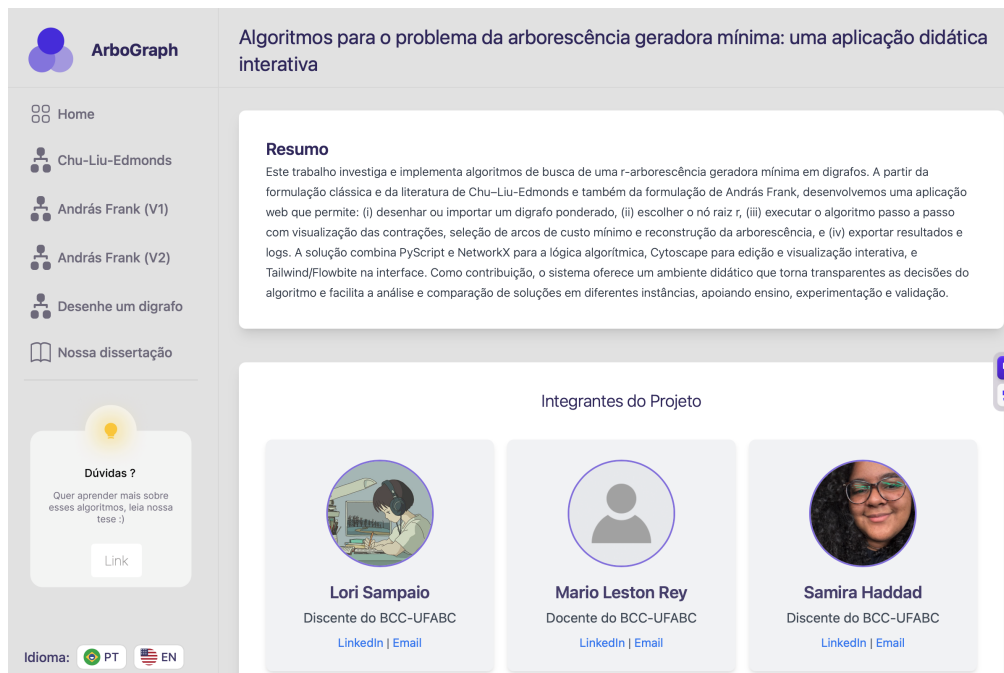 ArboGraph
Home
Chu-Liu-Edmonds
András Frank (V1)
András Frank (V2)
Desenhe um digrafo
Nossa dissertação
Dúvidas ?
Quer aprender mais sobre
esses algoritmos, leia nossa
tese :)
Link
Idioma:
PT
EN
Algoritmos para o problema da arborescência geradora mínima: uma aplicação didática
interativa
Resumo
Este trabalho investiga e implementa algoritmos de busca de uma r-arborescência geradora mínima em digrafos. A partir da
formulação clássica e da literatura de Chu–Liu-Edmonds e também da formulação de András Frank, desenvolvemos uma aplicação
web que permite: (i) desenhar ou importar um digrafo ponderado, (ii) escolher o nó raiz r, (iii) executar o algoritmo passo a passo
com visualização das contrações, seleção de arcos de custo mínimo e reconstrução da arborescência, e (iv) exportar resultados e
logs. A solução combina PyScript e NetworkX para a lógica algorítmica, Cytoscape para edição e visualização interativa, e
Tailwind/Flowbite na interface. Como contribuição, o sistema oferece um ambiente didático que torna transparentes as decisões do
algoritmo e facilita a análise e comparação de soluções em diferentes instâncias, apoiando ensino, experimentação e validação.
Integrantes do Projeto
Lori Sampaio
Discente do BCC-UFABC
LinkedIn | Email
Mario Leston Rey
Docente do BCC-UFABC
LinkedIn | Email
Samira Haddad
Discente do BCC-UFABC
LinkedIn | Email